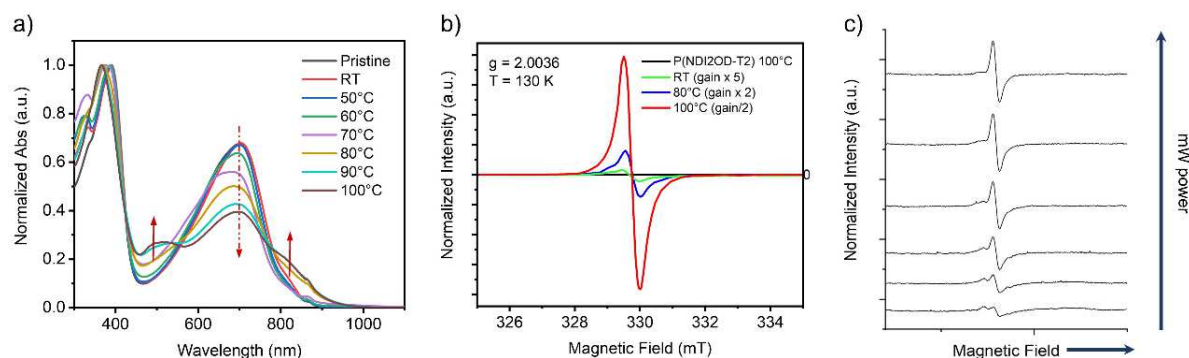 a)
Normalized Abs (a.u.)
1.0
0.8
0.6
0.4
0.2
0.0
400
600
800
1000
Wavelength (nm)
Pristine
RT
50°C
60°C
70°C
80°C
90°C
100°C
b)
Normalized Intensity (a.u.)
g = 2.0036
T = 130 K
P(NDI2OD-T2) 100°C
RT (gain x 5)
80°C (gain x 2)
100°C (gain/2)
0
326
328
330
332
334
Magnetic Field (mT)
c)
Normalized Intensity (a.u.)
Magnetic Field
mW power